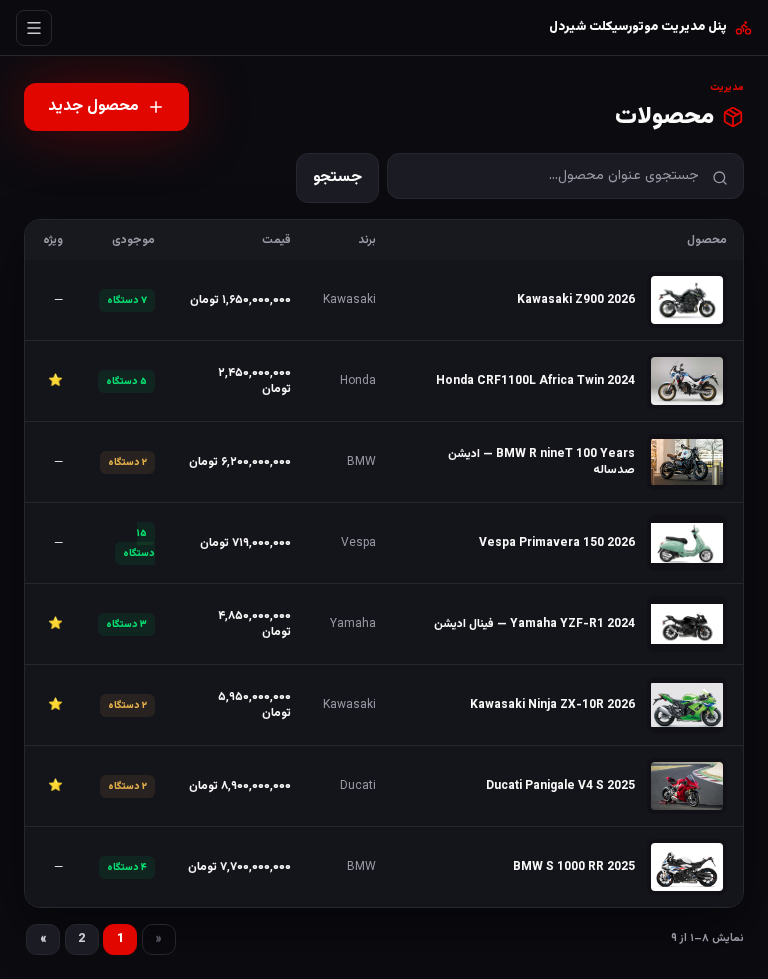 پنل مدیریت موتورسیکلت شیردل
مدیریت
محصولات
محصول جدید
جستجوی عنوان محصول...
جستجو
محصول برند قیمت موجودی ویژه
Kawasaki Z900 2026 Kawasaki ۱,۶۵۰,۰۰۰,۰۰۰ تومان ۷ دستگاه —
Honda CRF1100L Africa Twin 2024 Honda ۲,۴۵۰,۰۰۰,۰۰۰
تومان ۵ دستگاه ⭐
BMW R nineT 100 Years — ادیشن
صدساله BMW ۶,۲۰۰,۰۰۰,۰۰۰ تومان ۲ دستگاه —
Vespa Primavera 150 2026 Vespa ۷۱۹,۰۰۰,۰۰۰ تومان ۱۵
دستگاه —
Yamaha YZF-R1 2024 — فینال ادیشن Yamaha ۴,۸۵۰,۰۰۰,۰۰۰
تومان ۳ دستگاه ⭐
Kawasaki Ninja ZX-10R 2026 Kawasaki ۵,۹۵۰,۰۰۰,۰۰۰
تومان ۲ دستگاه ⭐
Ducati Panigale V4 S 2025 Ducati ۸,۹۰۰,۰۰۰,۰۰۰ تومان ۲ دستگاه ⭐
BMW S 1000 RR 2025 BMW ۷,۷۰۰,۰۰۰,۰۰۰ تومان ۴ دستگاه —
نمایش ۱–۸ از ۹
« 1 2 »